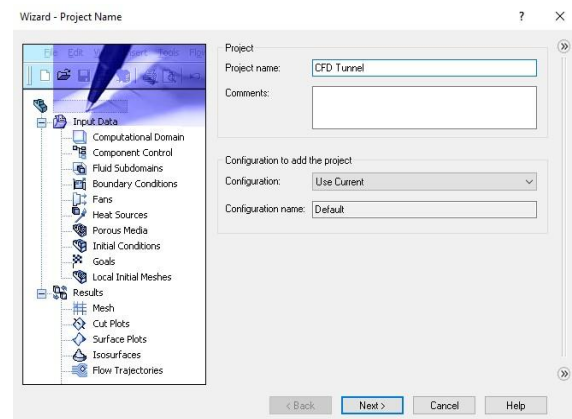 Wizard - Project Name
? ×
File Edit View Insert Tools
Input Data
Computational Domain
Component Control
Fluid Subdomains
Boundary Conditions
Fans
Heat Sources
Porous Media
Initial Conditions
Goals
Local Initial Meshes
Results
Mesh
Cut Plots
Surface Plots
Isosurfaces
Flow Trajectories
Project
Project name: CFD Tunnel
Comments:
Configuration to add the project
Configuration: Use Current
Configuration name: Default
< Back Next > Cancel Help